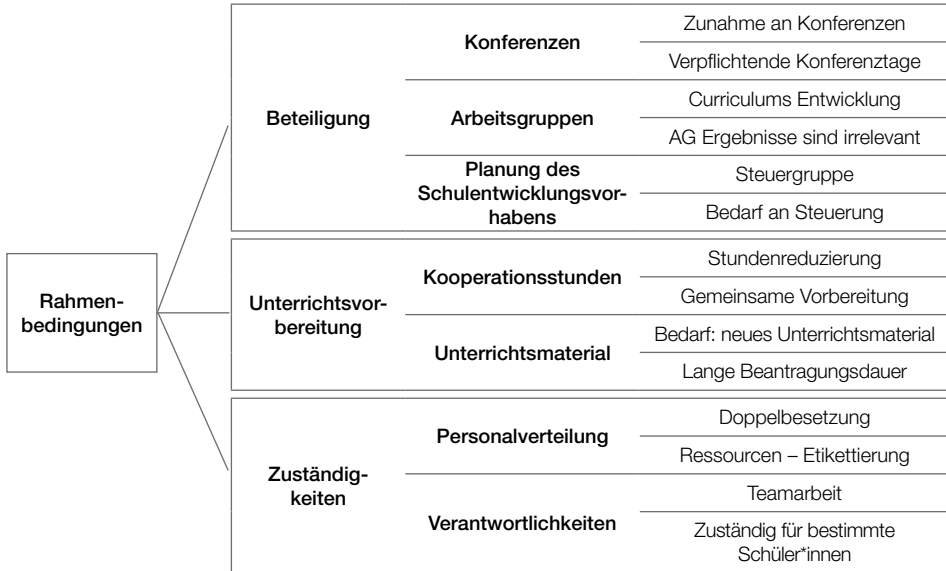 Rahmen-
bedingungen
Beteiligung
Konferenzen
Zunahme an Konferenzen
Verpflichtende Konferenztage
Arbeitsgruppen
Curriculums Entwicklung
AG Ergebnisse sind irrelevant
Planung des
Schulentwicklungsvor-
habens
Steuergruppe
Bedarf an Steuerung
Unterrichtsvor-
bereitung
Kooperationsstunden
Stundenreduzierung
Gemeinsame Vorbereitung
Unterrichtsmaterial
Bedarf: neues Unterrichtsmaterial
Lange Beantragungsdauer
Zuständig-
keiten
Personalverteilung
Doppelbesetzung
Ressourcen – Etikettierung
Verantwortlichkeiten
Teamarbeit
Zuständig für bestimmte
Schüler*innen